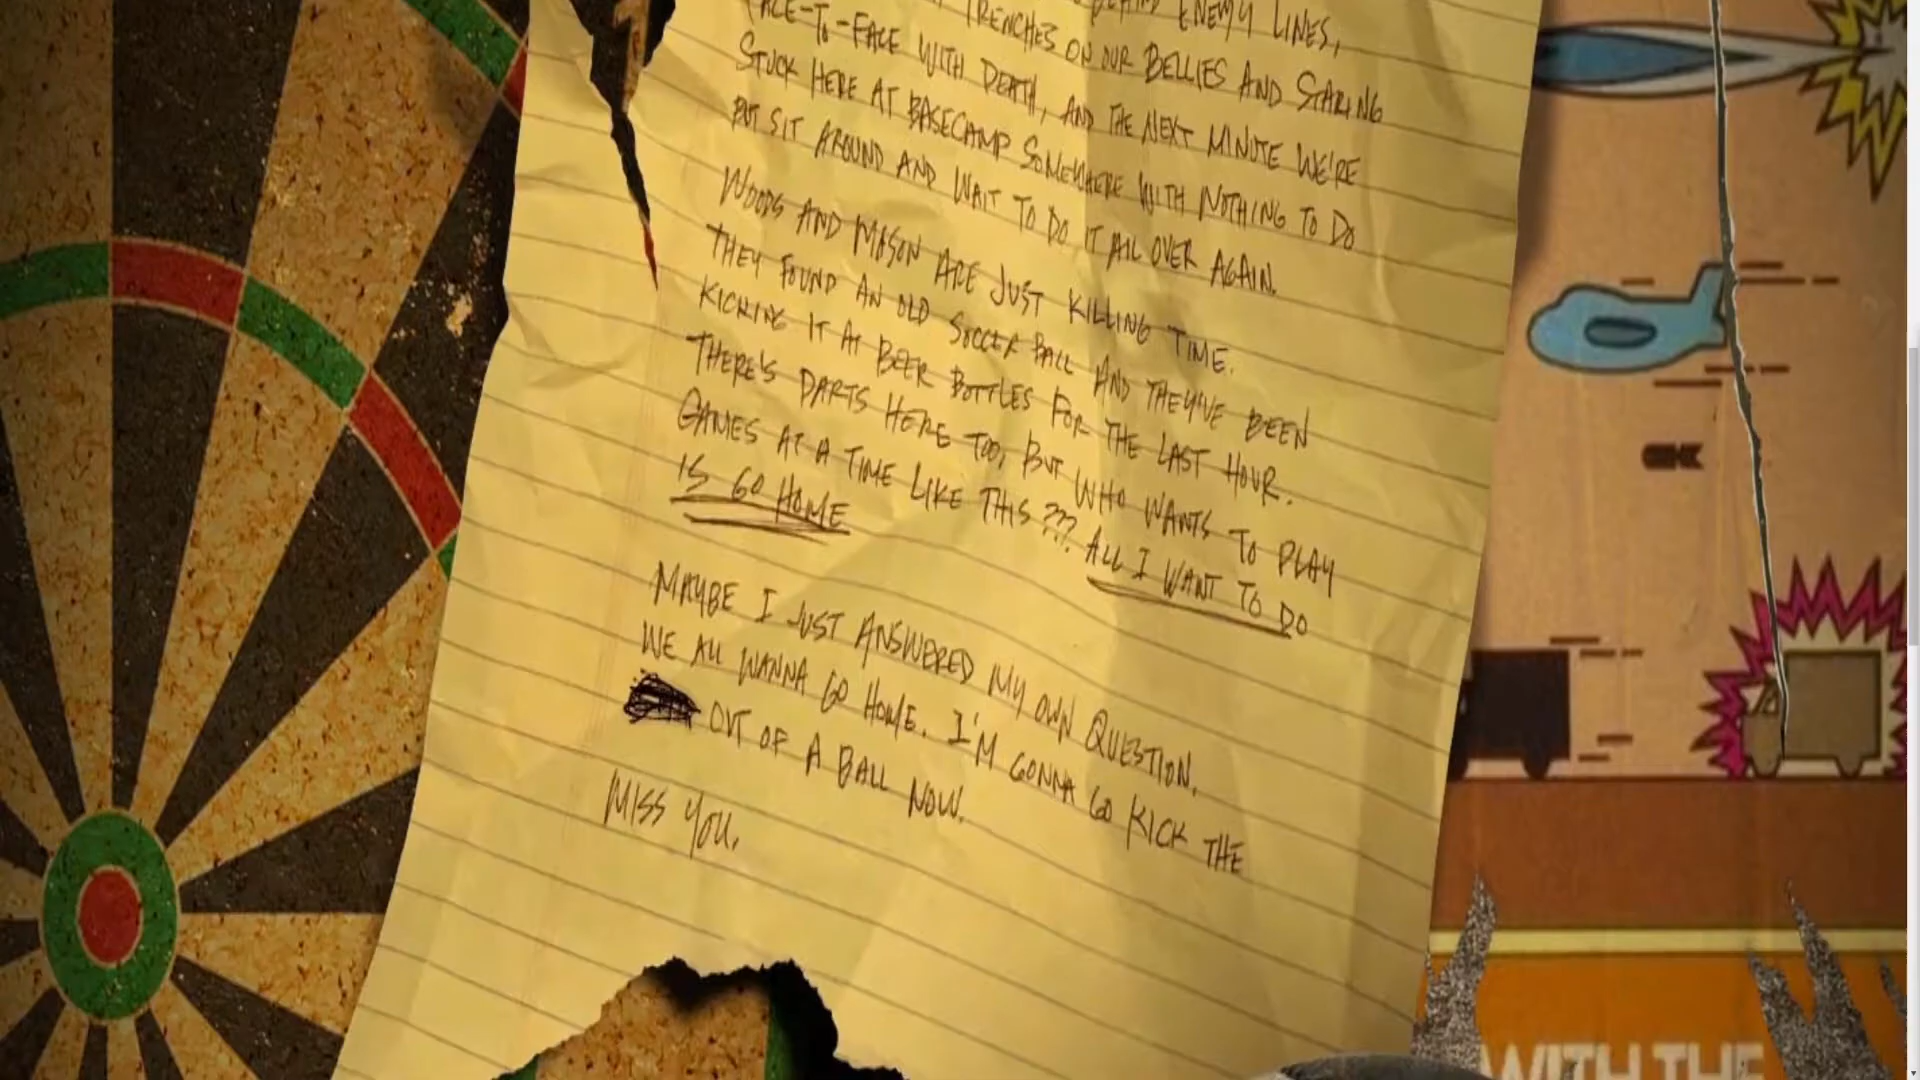 TRENCHES ON OUR BELLIES AND STARING
FACE-TO-FACE WITH DEATH, AND THE NEXT MINUTE WE'RE
STUCK HERE AT BASECAMP SOMEWHERE WITH NOTHING TO DO
BUT SIT AROUND AND WAIT TO DO IT ALL OVER AGAIN.
WOODS AND MASON ARE JUST KILLING TIME.
THEY FOUND AN OLD SOCCER BALL AND THEY'VE BEEN
KICKING IT AT BEER BOTTLES FOR THE LAST HOUR.
THERE'S DARTS HERE TOO, BUT WHO WANTS TO PLAY
GAMES AT A TIME LIKE THIS??? ALL I WANT TO DO
IS GO HOME
MAYBE I JUST ANSWERED MY OWN QUESTION.
WE ALL WANNA GO HOME. I'M GONNA GO KICK THE
OUT OF A BALL NOW.
MISS YOU.
BEHIND ENEMY LINES,
WITH THE